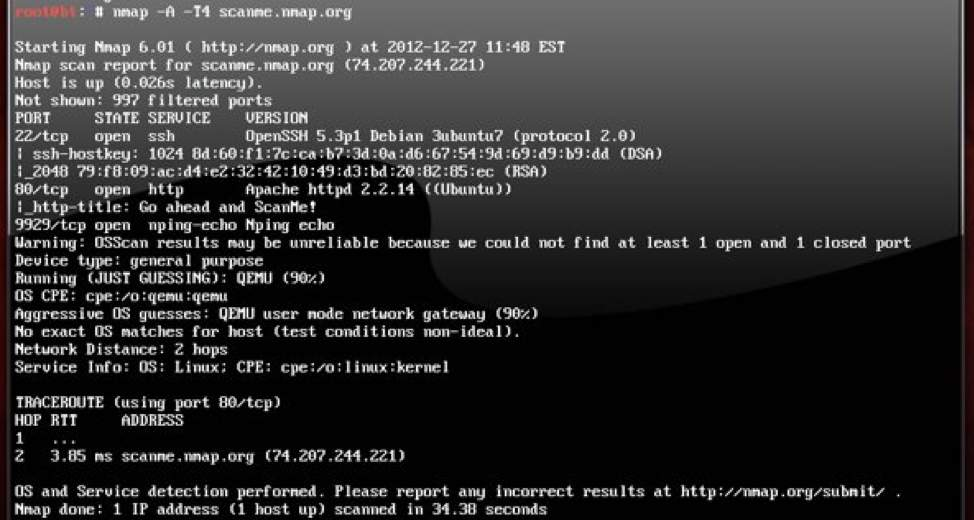 root@bt: # nmap -A -T4 scanme.nmap.org
Starting Nmap 6.01 ( http://nmap.org ) at 2012-12-27 11:48 EST
Nmap scan report for scanme.nmap.org (74.207.244.221)
Host is up (0.026s latency).
Not shown: 997 filtered ports
PORT STATE SERVICE VERSION
22/tcp open ssh OpenSSH 5.3p1 Debian 3ubuntu7 (protocol 2.0)
| ssh-hostkey: 1024 8d:60:f1:7c:ca:b7:3d:0a:d6:67:54:9d:69:d9:b9:dd (DSA)
|_2048 79:f8:09:ac:d4:e2:32:42:10:49:d3:bd:20:82:85:ec (RSA)
80/tcp open http Apache httpd 2.2.14 ((Ubuntu))
|_http-title: Go ahead and ScanMe!
9929/tcp open nping-echo Nping echo
Warning: OSScan results may be unreliable because we could not find at least 1 open and 1 closed port
Device type: general purpose
Running (JUST GUESSING): QEMU (90%)
OS CPE: cpe:/o:qemu:qemu
Aggressive OS guesses: QEMU user mode network gateway (90%)
No exact OS matches for host (test conditions non-ideal).
Network Distance: 2 hops
Service Info: OS: Linux; CPE: cpe:/o:linux:kernel
TRACEROUTE (using port 80/tcp)
HOP RTT ADDRESS
1 ...
2 3.85 ms scanme.nmap.org (74.207.244.221)
OS and Service detection performed. Please report any incorrect results at http://nmap.org/submit/ .
Nmap done: 1 IP address (1 host up) scanned in 34.38 seconds